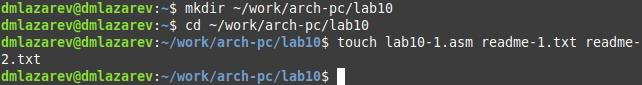 dmlazarev@dmlazarev:~$ mkdir ~/work/arch-pc/lab10
dmlazarev@dmlazarev:~$ cd ~/work/arch-pc/lab10
dmlazarev@dmlazarev:~/work/arch-pc/lab10$ touch lab10-1.asm readme-1.txt readme-
2.txt
dmlazarev@dmlazarev:~/work/arch-pc/lab10$